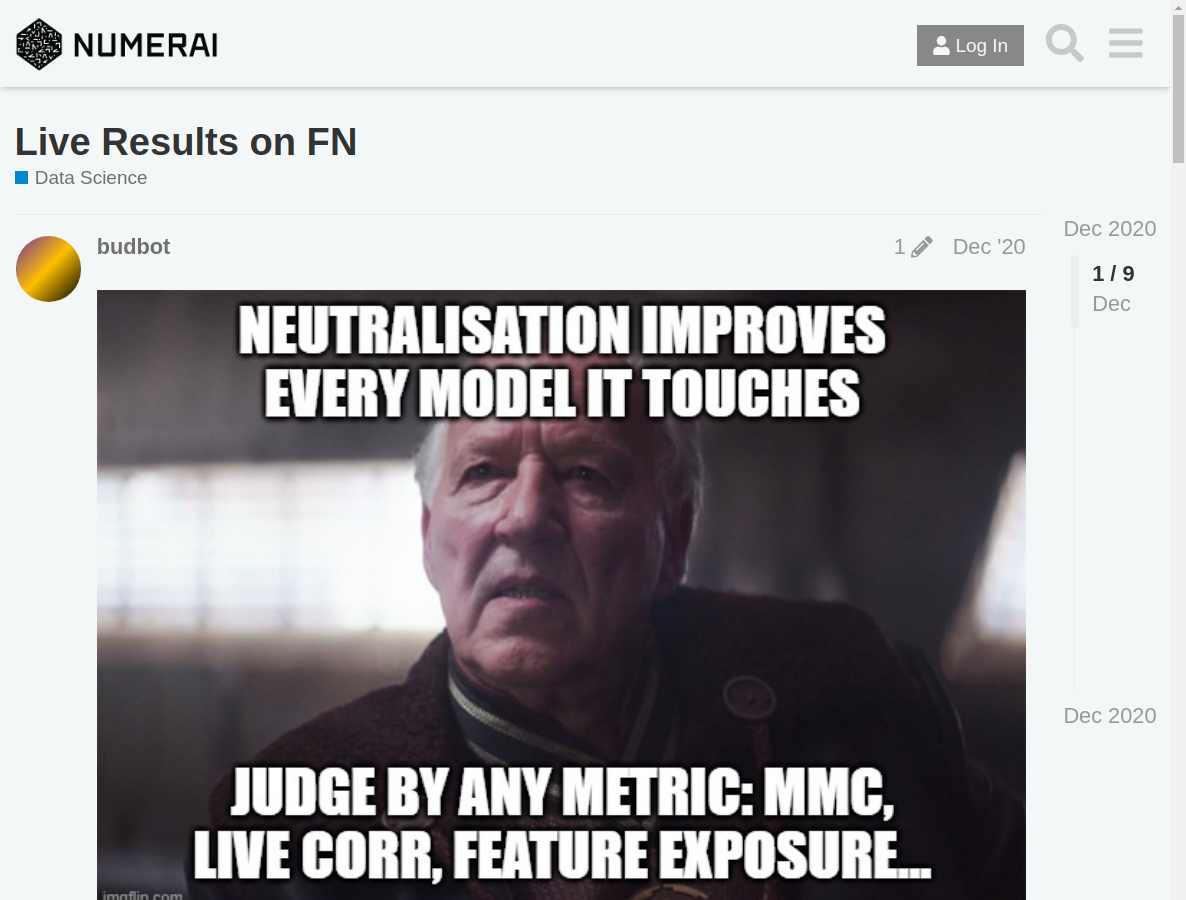 NUMERAI
Log In
Live Results on FN
Data Science
budbot
1
Dec '20
Dec 2020
1 / 9
Dec
NEUTRALISATION IMPROVES
EVERY MODEL IT TOUCHES
Dec 2020
JUDGE BY ANY METRIC: MMC,
LIVE CORR, FEATURE EXPOSURE...
imgflip.com